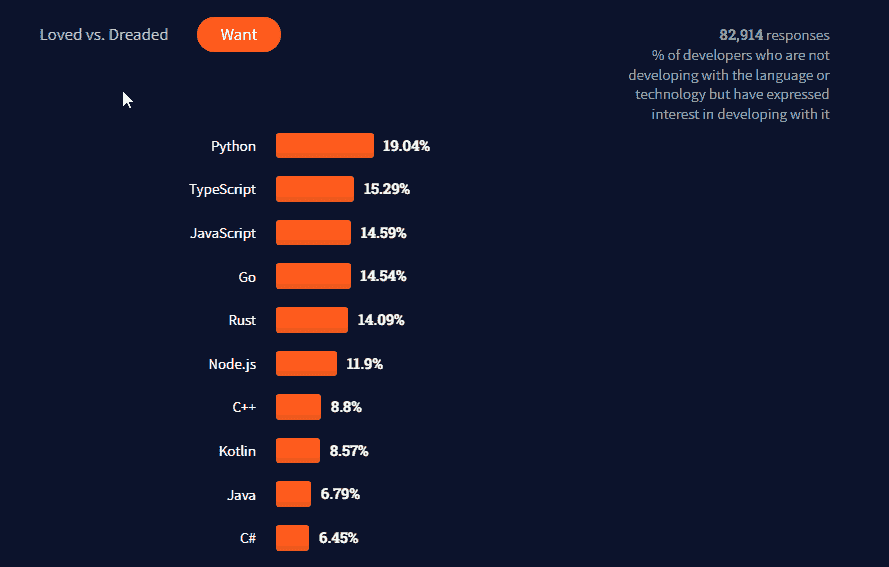 Loved vs. Dreaded
Want
82,914 responses
% of developers who are not
developing with the language or
technology but have expressed
interest in developing with it
Python 19.04%
TypeScript 15.29%
JavaScript 14.59%
Go 14.54%
Rust 14.09%
Node.js 11.9%
C++ 8.8%
Kotlin 8.57%
Java 6.79%
C# 6.45%